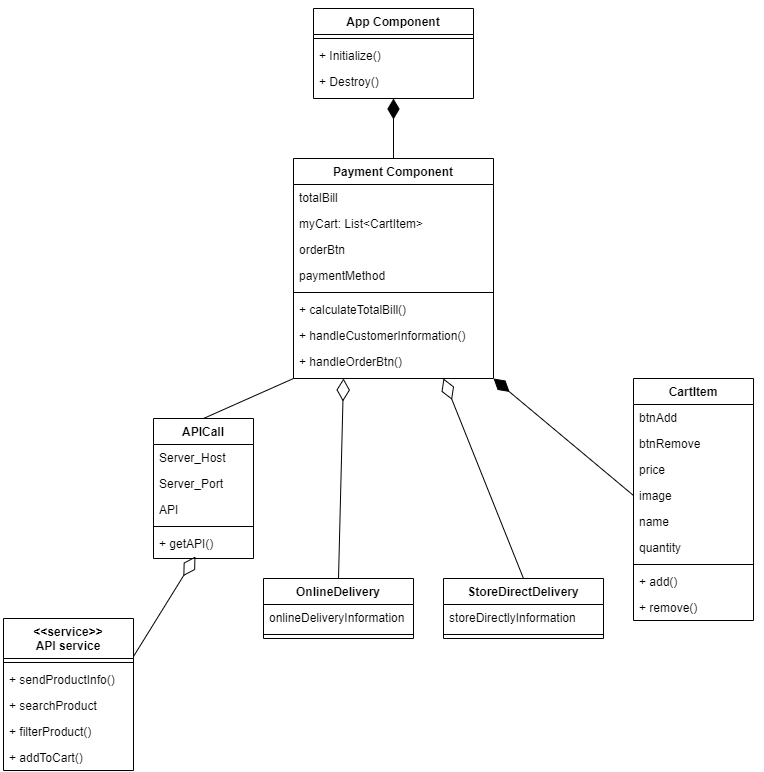 App Component
+ Initialize()
+ Destroy()
Payment Component
totalBill
myCart: List<CartItem>
orderBtn
paymentMethod
+ calculateTotalBill()
+ handleCustomerInformation()
+ handleOrderBtn()
APICall
Server_Host
Server_Port
API
+ getAPI()
CartItem
btnAdd
btnRemove
price
image
name
quantity
+ add()
+ remove()
OnlineDelivery
onlineDeliveryInformation
StoreDirectDelivery
storeDirectlyInformation
<<service>>
API service
+ sendProductInfo()
+ searchProduct
+ filterProduct()
+ addToCart()